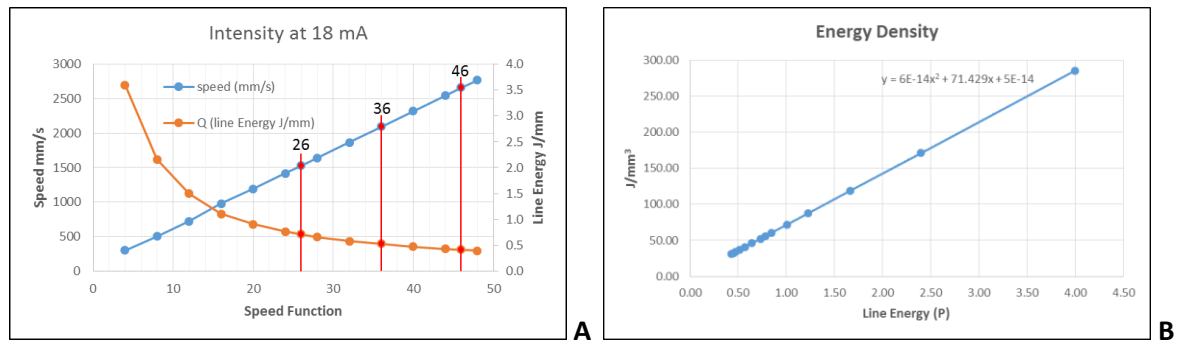 Intensity at 18 mA
3000
2500
2000
1500
1000
500
0
Speed mm/s
4.0
3.5
3.0
2.5
2.0
1.5
1.0
0.5
0.0
Line Energy J/mm
speed (mm/s)
Q (line Energy J/mm)
26
36
46
0 10 20 30 40 50
Speed Function
A
Energy Density
300.00
250.00
200.00
150.00
100.00
50.00
0.00
J/mm³
y = 6E-14x² + 71.429x + 5E-14
0.00 0.50 1.00 1.50 2.00 2.50 3.00 3.50 4.00 4.50
Line Energy (P)
B